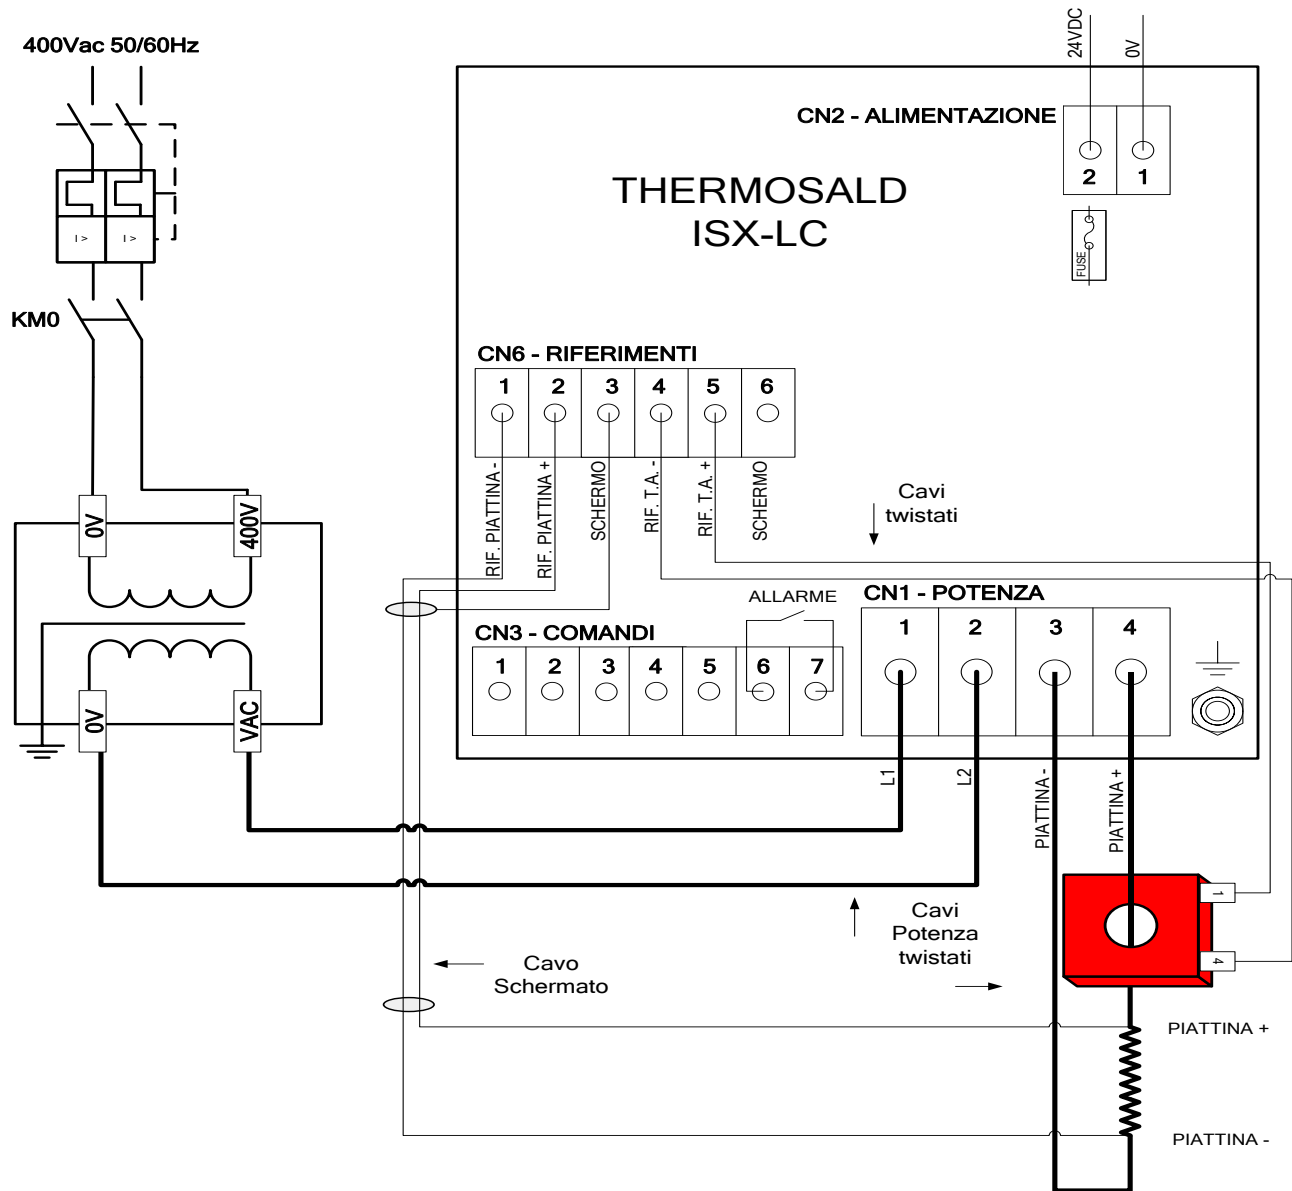 400Vac 50/60Hz
24VDC
0V
CN2 - ALIMENTAZIONE
2 1
THERMOSALD
ISX-LC
FUSE
I > I >
KM0
CN6 - RIFERIMENTI
1 2 3 4 5 6
RIF. PIATTINA -
RIF. PIATTINA +
SCHERMO
RIF. T.A. -
RIF. T.A. +
SCHERMO
Cavi
twistati
0V
400V
ALLARME
CN1 - POTENZA
1 2 3 4
CN3 - COMANDI
1 2 3 4 5 6 7
0V
VAC
L1
L2
PIATTINA -
PIATTINA +
1
4
Cavi
Potenza
twistati
Cavo
Schermato
PIATTINA +
PIATTINA -